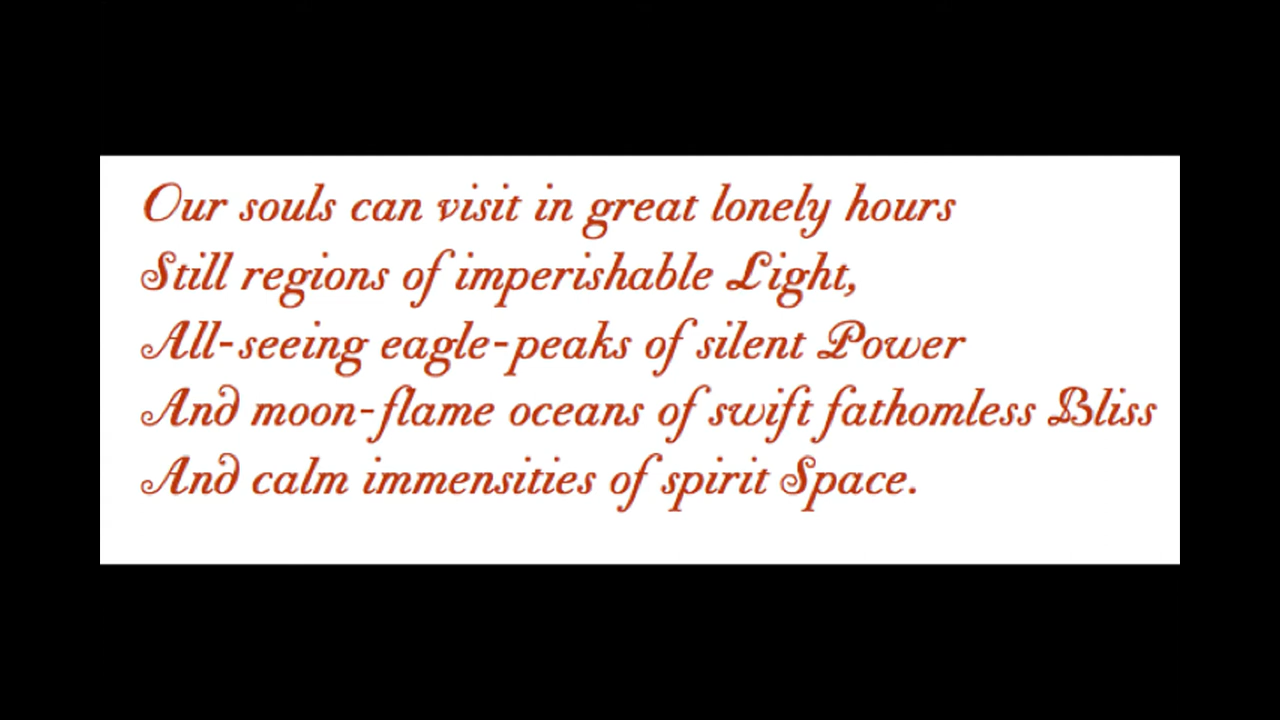 Our souls can visit in great lonely hours
Still regions of imperishable Light,
All-seeing eagle-peaks of silent Power
And moon-flame oceans of swift fathomless Bliss
And calm immensities of spirit Space.